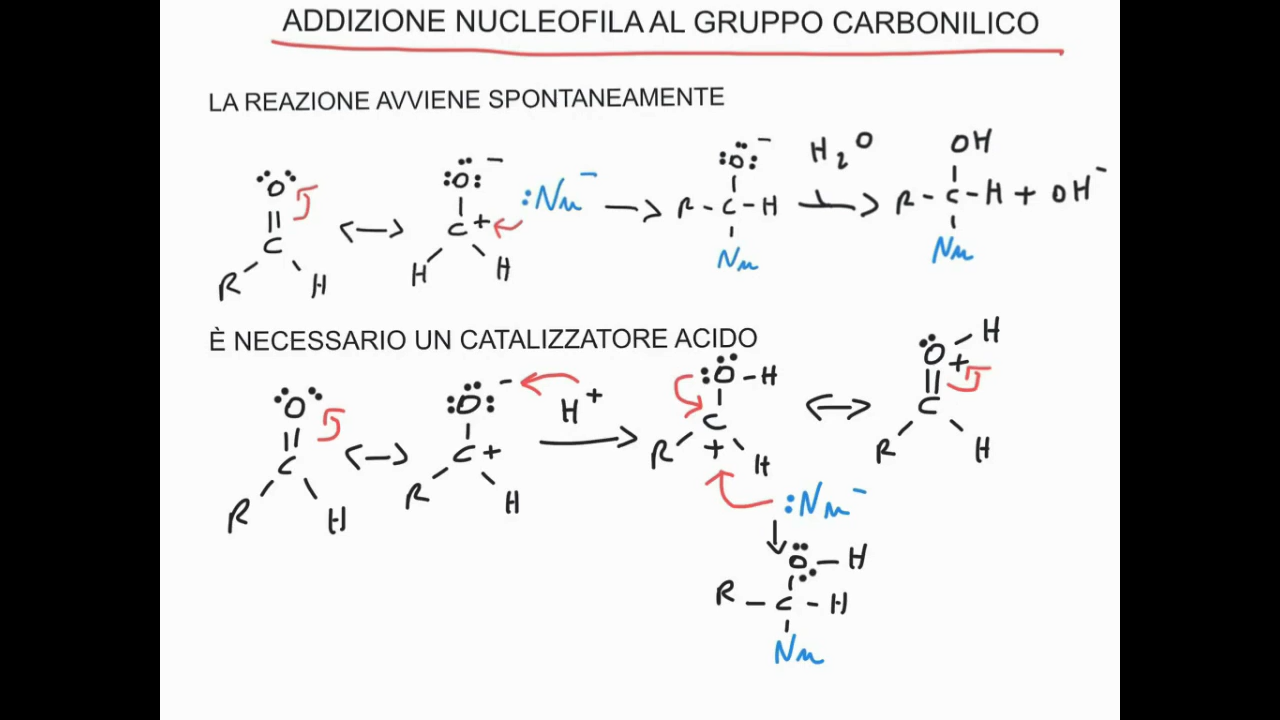 ADDIZIONE NUCLEOFILA AL GRUPPO CARBONILICO
LA REAZIONE AVVIENE SPONTANEAMENTE
O C R H
O − C + H H
:Nu −
O − R - C - H Nu
H2O
OH R - C - H + OH − Nu
È NECESSARIO UN CATALIZZATORE ACIDO
O C R H
O − C + R H
H +
O - H C + R H
O H + C R H
:Nu −
O - H R - C - H Nu